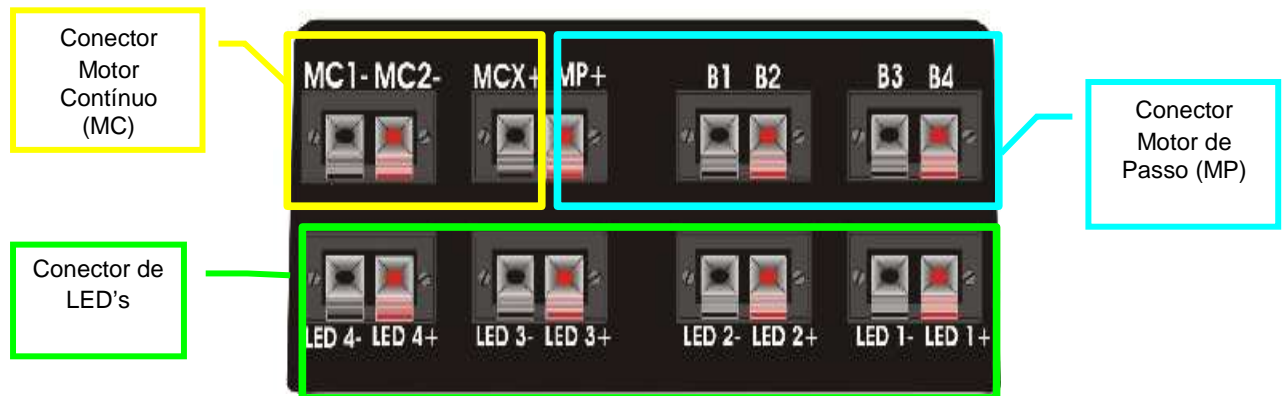 Conector
Motor
Contínuo
(MC)
MC1- MC2- MCX+ MP+ B1 B2 B3 B4
Conector
Motor de
Passo (MP)
Conector de
LED’s
LED 4- LED 4+ LED 3- LED 3+ LED 2- LED 2+ LED 1- LED 1+